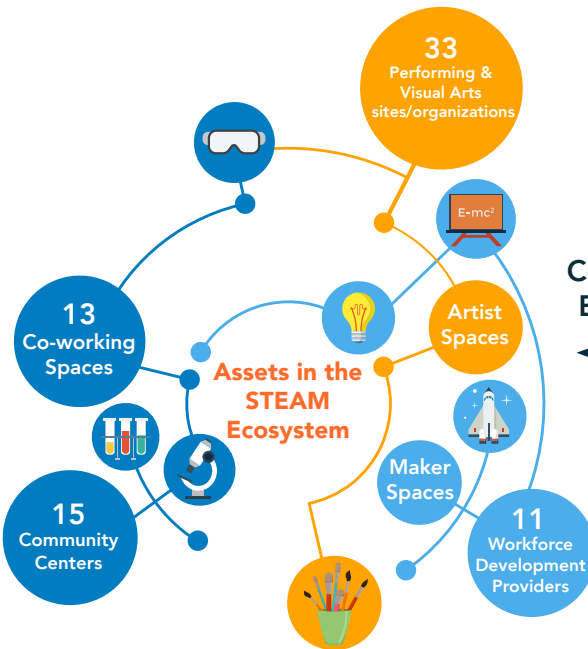 33
Performing &
Visual Arts
sites/organizations
E-mc²
13
Co-working
Spaces
Artist
Spaces
Assets in the
STEAM
Ecosystem
Maker
Spaces
15
Community
Centers
11
Workforce
Development
Providers